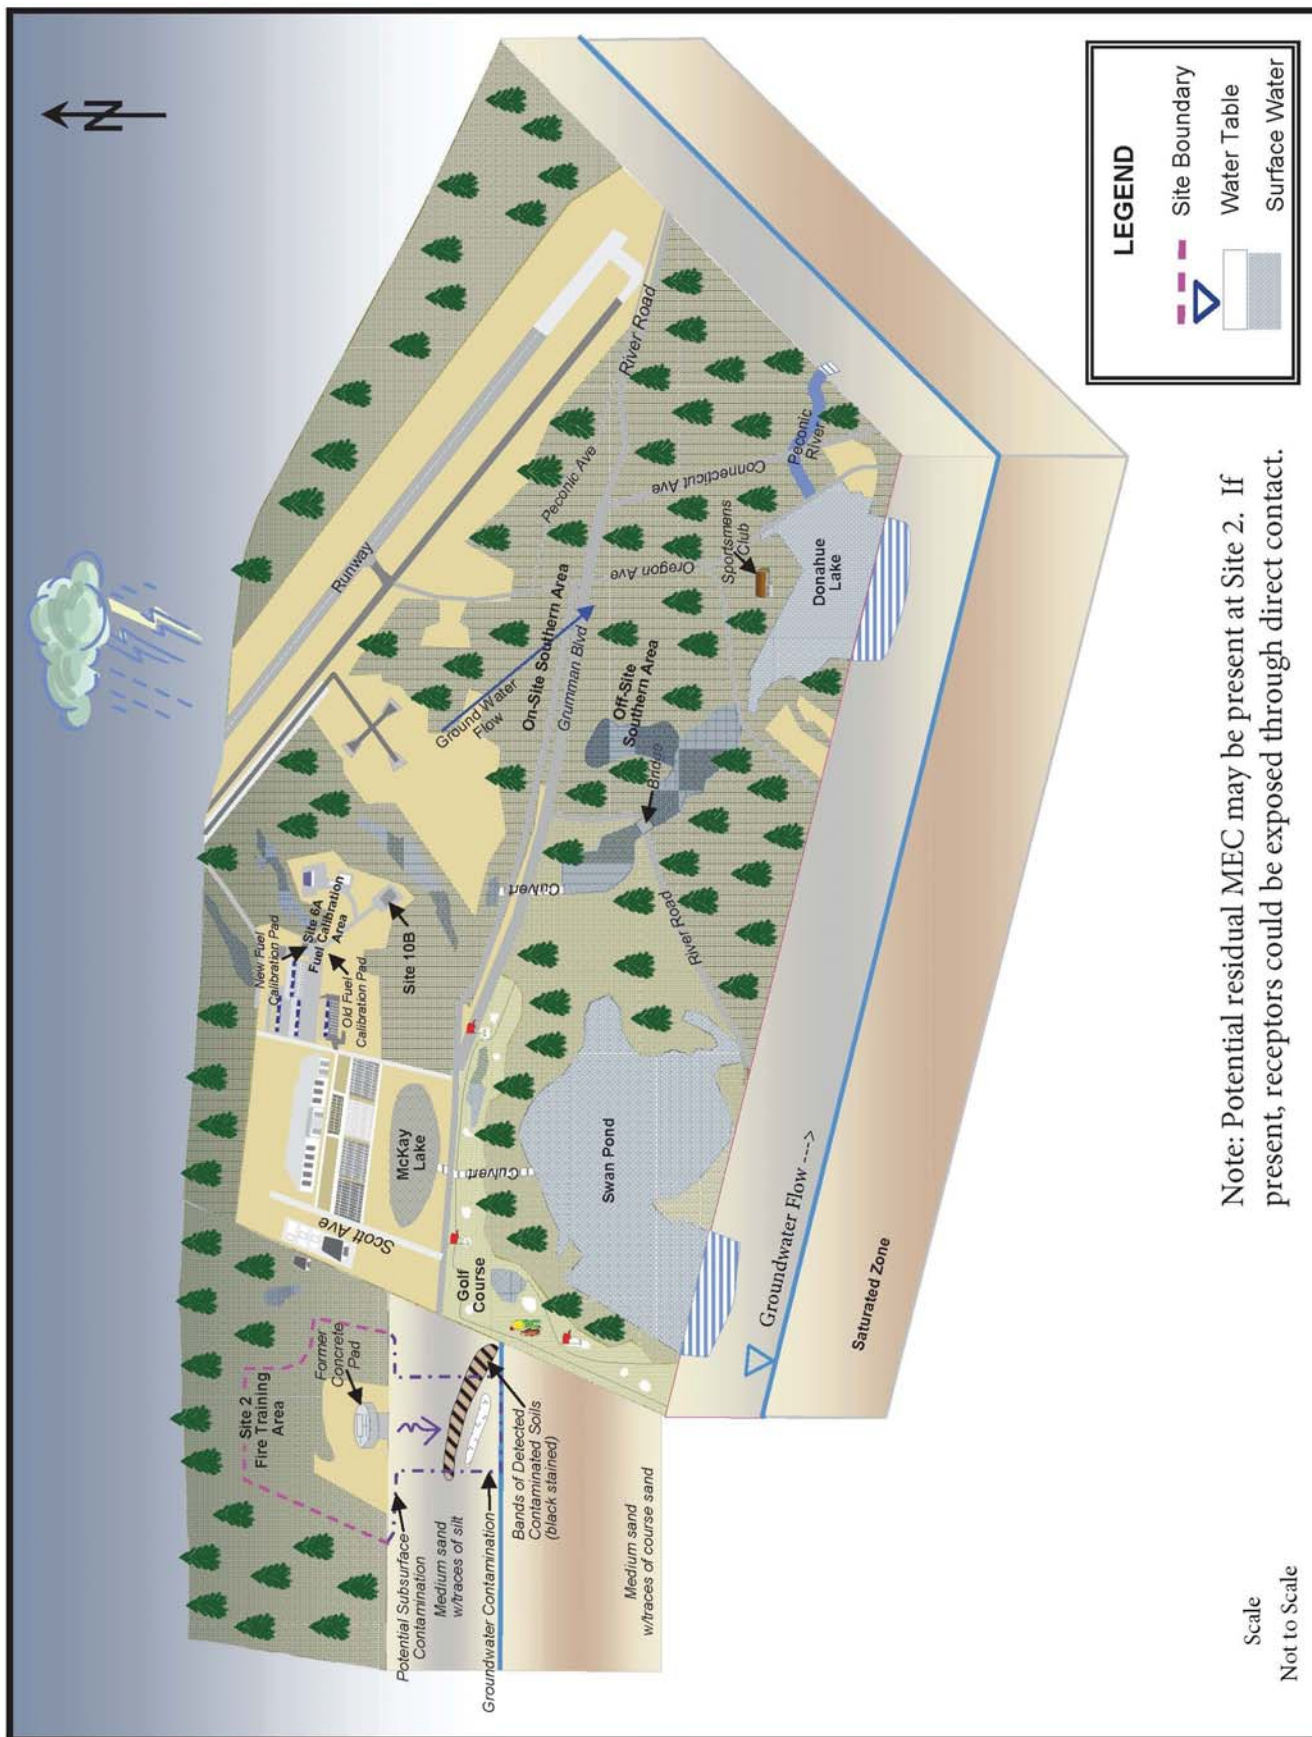 N
Site 2
Fire Training
Area
Former
Concrete
Pad
Potential Subsurface
Contamination
Medium sand
w/traces of silt
Groundwater Contamination
Bands of Detected
Contaminated Soils
(black stained)
Medium sand
w/traces of course sand
Scott Ave
McKay
Lake
Golf
Course
Culvert
Swan Pond
New Fuel
Calibration Pad
Site 6A
Fuel Calibration
Area
Old Fuel
Calibration Pad
Site 10B
Culvert
River Road
Bridge
Runway
Ground Water
Flow
On-Site Southern Area
Grumman Blvd
Off-Site
Southern Area
Peconic Ave
River Road
Oregon Ave
Connecticut Ave
Sportsmens
Club
Donahue
Lake
Peconic
River
Groundwater Flow --->
Saturated Zone
LEGEND
Site Boundary
Water Table
Surface Water
Note: Potential residual MEC may be present at Site 2. If
present, receptors could be exposed through direct contact.
Scale
Not to Scale